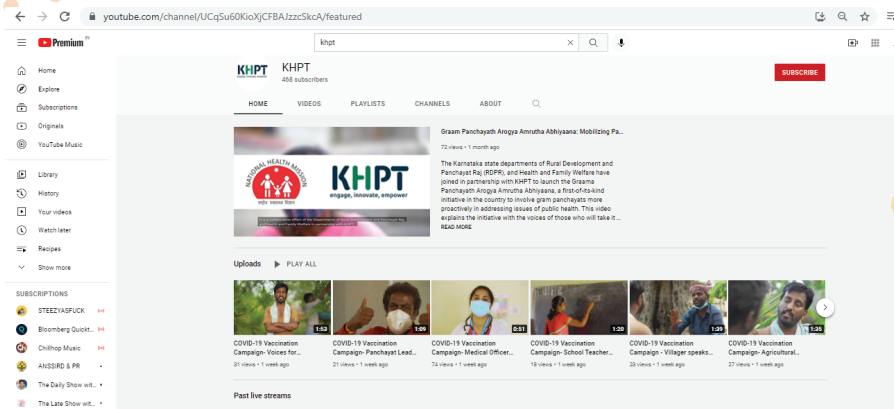 youtube.com/channel/UCqSu60KioXjCFBAJzzcSkcA/featured
Premium IN
khpt
Home
Explore
Subscriptions
Originals
YouTube Music
Library
History
Your videos
Watch later
Recipes
Show more
SUBSCRIPTIONS
STEEZYASFUCK
Bloomberg Quickt...
Chillhop Music
ANSSIRD & PR
The Daily Show wit...
The Late Show wit...
KHPT
KHPT
468 subscribers
SUBSCRIBE
HOME VIDEOS PLAYLISTS CHANNELS ABOUT
NATIONAL HEALTH MISSION
राष्ट्रीय स्वास्थ्य मिशन
KHPT
engage, innovate, empower
Graam Panchayath Arogya Amrutha Abhiyaana: Mobilizing Pa...
72 views • 1 month ago
The Karnataka state departments of Rural Development and
Panchayat Raj (RDPR), and Health and Family Welfare have
joined in partnership with KHPT to launch the Graama
Panchayath Arogya Amrutha Abhiyaana, a first-of-its-kind
initiative in the country to involve gram panchayats more
proactively in addressing issues of public health. This video
explains the initiative with the voices of those who will take it ...
READ MORE
Uploads PLAY ALL
1:53 1:09 0:51 1:20 1:39 1:35
COVID-19 Vaccination
Campaign- Voices for...
31 views • 1 week ago
COVID-19 Vaccination
Campaign- Panchayat Lead...
21 views • 1 week ago
COVID-19 Vaccination
Campaign- Medical Officer...
74 views • 1 week ago
COVID-19 Vaccination
Campaign- School Teacher...
18 views • 1 week ago
COVID-19 Vaccination
Campaign - Villager speaks...
23 views • 1 week ago
COVID-19 Vaccination
Campaign- Agricultural...
27 views • 1 week ago
Past live streams